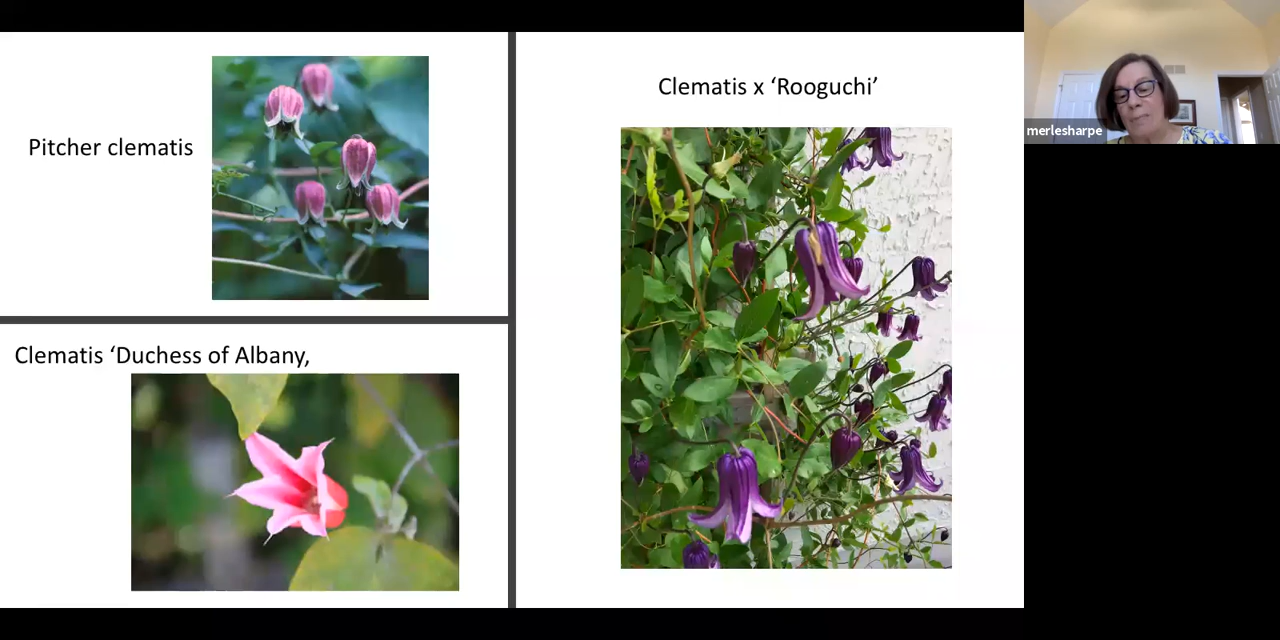 Pitcher clematis
Clematis ‘Duchess of Albany,
Clematis x ‘Rooguchi’
merlesharpe